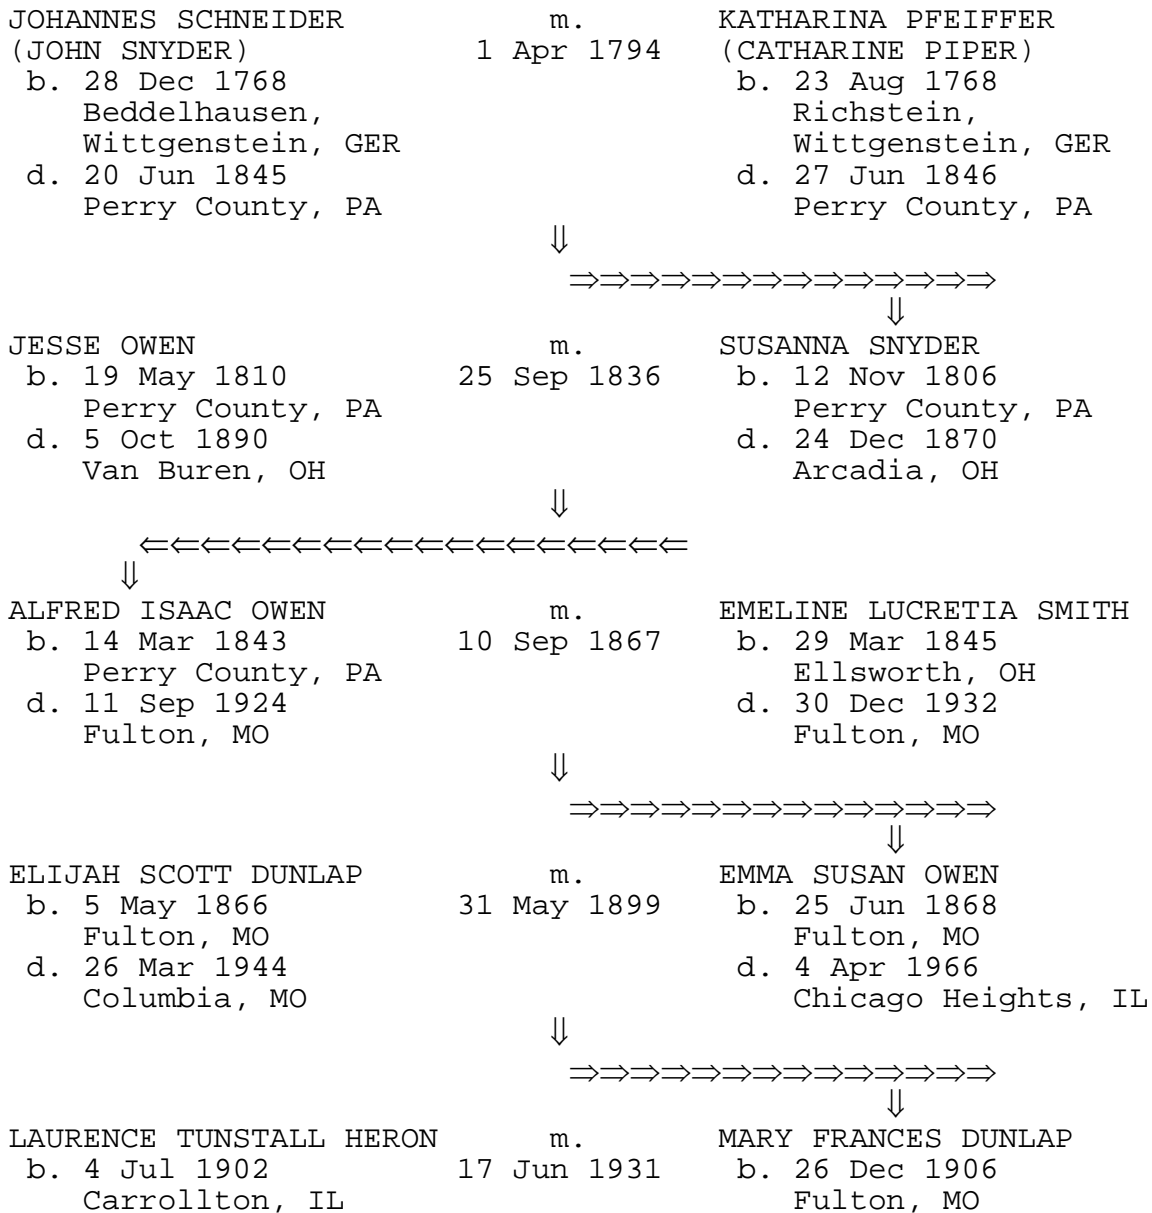 JOHANNES SCHNEIDER m. KATHARINA PFEIFFER
(JOHN SNYDER) 1 Apr 1794 (CATHARINE PIPER)
b. 28 Dec 1768 b. 23 Aug 1768
Beddelhausen, Richstein,
Wittgenstein, GER Wittgenstein, GER
d. 20 Jun 1845 d. 27 Jun 1846
Perry County, PA Perry County, PA
⇓
⇒⇒⇒⇒⇒⇒⇒⇒⇒⇒⇒⇒⇒⇒
⇓
JESSE OWEN m. SUSANNA SNYDER
b. 19 May 1810 25 Sep 1836 b. 12 Nov 1806
Perry County, PA Perry County, PA
d. 5 Oct 1890 d. 24 Dec 1870
Van Buren, OH Arcadia, OH
⇓
⇐⇐⇐⇐⇐⇐⇐⇐⇐⇐⇐⇐⇐⇐⇐⇐⇐⇐
⇓
ALFRED ISAAC OWEN m. EMELINE LUCRETIA SMITH
b. 14 Mar 1843 10 Sep 1867 b. 29 Mar 1845
Perry County, PA Ellsworth, OH
d. 11 Sep 1924 d. 30 Dec 1932
Fulton, MO Fulton, MO
⇓
⇒⇒⇒⇒⇒⇒⇒⇒⇒⇒⇒⇒⇒⇒
⇓
ELIJAH SCOTT DUNLAP m. EMMA SUSAN OWEN
b. 5 May 1866 31 May 1899 b. 25 Jun 1868
Fulton, MO Fulton, MO
d. 26 Mar 1944 d. 4 Apr 1966
Columbia, MO Chicago Heights, IL
⇓
⇒⇒⇒⇒⇒⇒⇒⇒⇒⇒⇒⇒⇒⇒
⇓
LAURENCE TUNSTALL HERON m. MARY FRANCES DUNLAP
b. 4 Jul 1902 17 Jun 1931 b. 26 Dec 1906
Carrollton, IL Fulton, MO